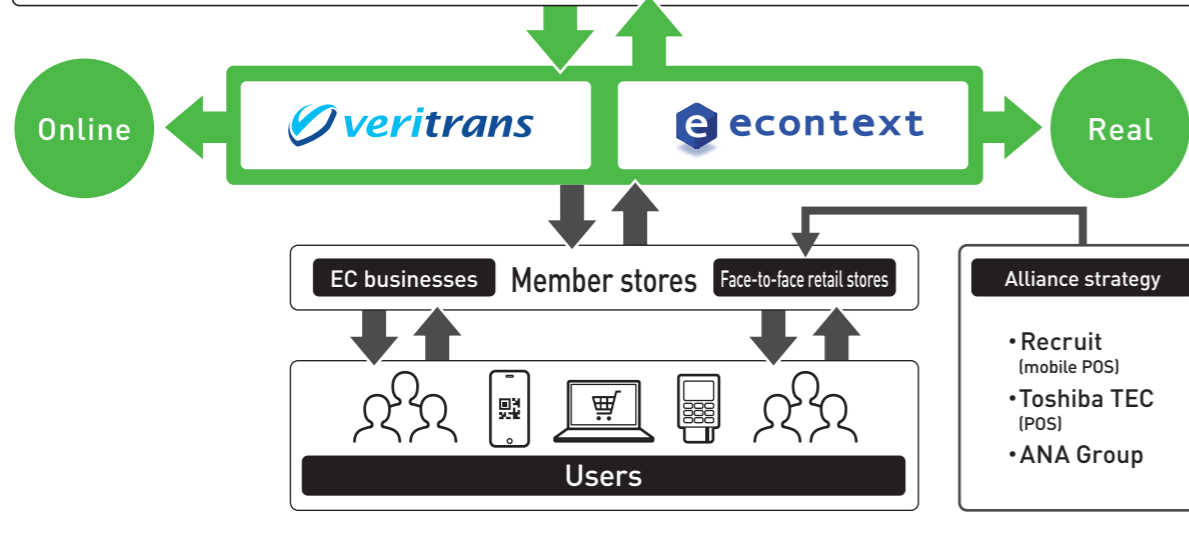 Online
veritrans
e econtext
Real
EC businesses
Member stores
Face-to-face retail stores
Alliance strategy
・Recruit
(mobile POS)
・Toshiba TEC
(POS)
・ANA Group
Users